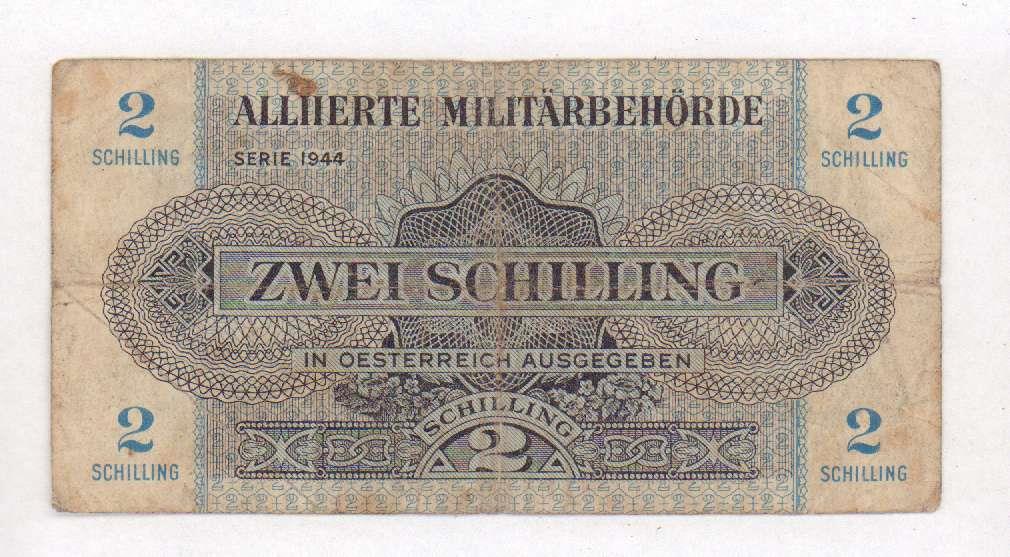 2
SCHILLING
ALLIIERTE MILITÄRBEHÖRDE
SERIE 1944
2
SCHILLING
ZWEI SCHILLING
IN OESTERREICH AUSGEGEBEN
2
SCHILLING
SCHILLING
2
2
SCHILLING